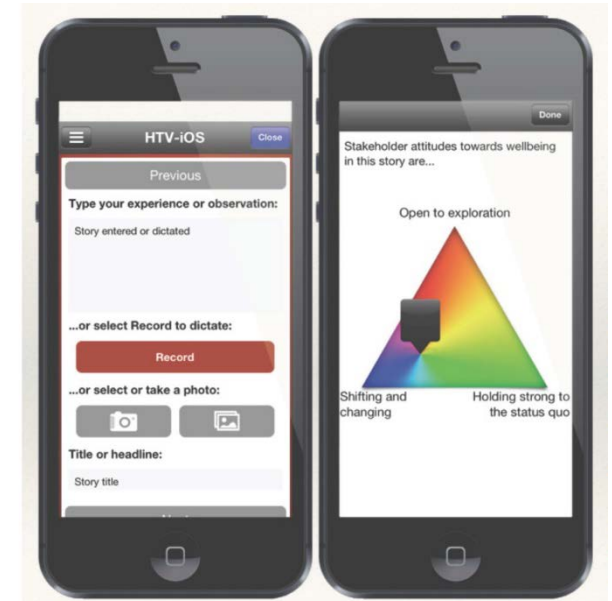 HTV-iOS
Close
Previous
Type your experience or observation:
Story entered or dictated
...or select Record to dictate:
Record
...or select or take a photo:
Title or headline:
Story title
Done
Stakeholder attitudes towards wellbeing
in this story are...
Open to exploration
Shifting and
changing
Holding strong to
the status quo